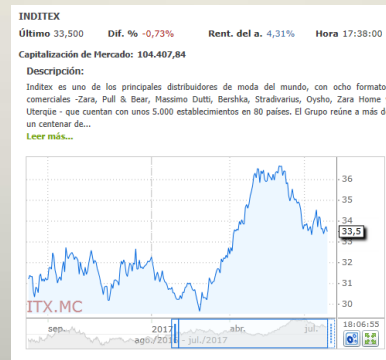 INDITEX
Último 33,500 Dif. % -0,73% Rent. del a. 4,31% Hora 17:38:00
Capitalización de Mercado: 104.407,84
Descripción:
Inditex es uno de los principales distribuidores de moda del mundo, con ocho formato
comerciales -Zara, Pull & Bear, Massimo Dutti, Bershka, Stradivarius, Oysho, Zara Home
Uterqüe - que cuentan con unos 5.000 establecimientos en 80 países. El Grupo reúne a más d
un centenar de...
Leer más...
36
35
34
33,5
33
32
31
30
ITX.MC
sep. 2017 abr. jul.
18:06:55
ago./2016 - jul./2017